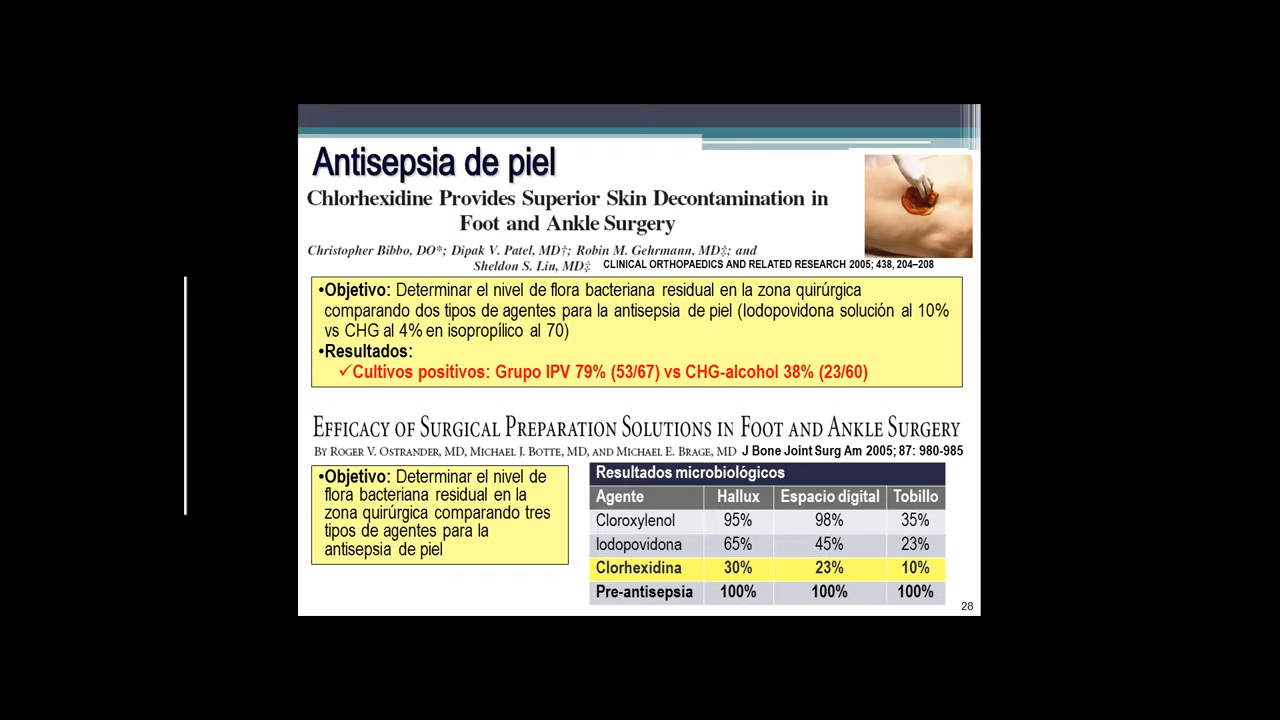 Antisepsia de piel
Chlorhexidine Provides Superior Skin Decontamination in
Foot and Ankle Surgery
Christopher Bibbo, DO*; Dipak V. Patel, MD†; Robin M. Gehrmann, MD‡; and
Sheldon S. Lin, MD‡ CLINICAL ORTHOPAEDICS AND RELATED RESEARCH 2005; 438, 204–208
•Objetivo: Determinar el nivel de flora bacteriana residual en la zona quirúrgica
comparando dos tipos de agentes para la antisepsia de piel (Iodopovidona solución al 10%
vs CHG al 4% en isopropílico al 70)
•Resultados:
✓Cultivos positivos: Grupo IPV 79% (53/67) vs CHG-alcohol 38% (23/60)
EFFICACY OF SURGICAL PREPARATION SOLUTIONS IN FOOT AND ANKLE SURGERY
BY ROGER V. OSTRANDER, MD, MICHAEL J. BOTTE, MD, AND MICHAEL E. BRAGE, MD J Bone Joint Surg Am 2005; 87: 980-985
•Objetivo: Determinar el nivel de
flora bacteriana residual en la
zona quirúrgica comparando tres
tipos de agentes para la
antisepsia de piel
Resultados microbiológicos
Agente Hallux Espacio digital Tobillo
Cloroxylenol 95% 98% 35%
Iodopovidona 65% 45% 23%
Clorhexidina 30% 23% 10%
Pre-antisepsia 100% 100% 100%
28